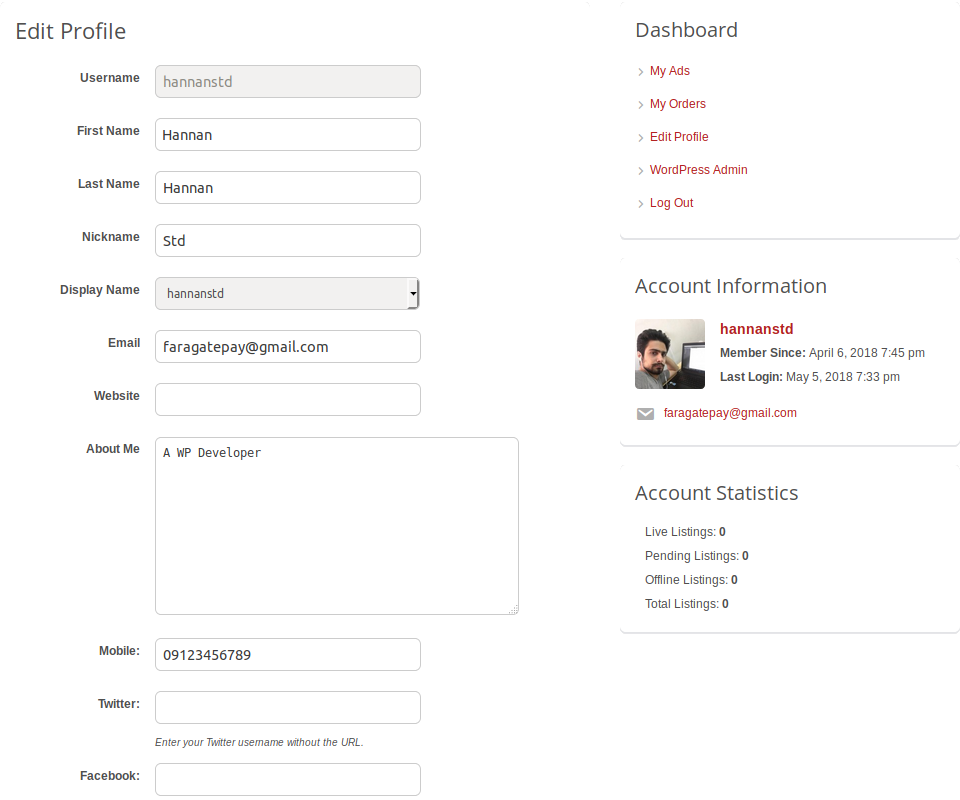 Edit Profile
Username
hannanstd
First Name
Hannan
Last Name
Hannan
Nickname
Std
Display Name
hannanstd
Email
faragatepay@gmail.com
Website
About Me
A WP Developer
Mobile:
09123456789
Twitter:
Enter your Twitter username without the URL.
Facebook:
Dashboard
My Ads
My Orders
Edit Profile
WordPress Admin
Log Out
Account Information
hannanstd
Member Since: April 6, 2018 7:45 pm
Last Login: May 5, 2018 7:33 pm
faragatepay@gmail.com
Account Statistics
Live Listings: 0
Pending Listings: 0
Offline Listings: 0
Total Listings: 0